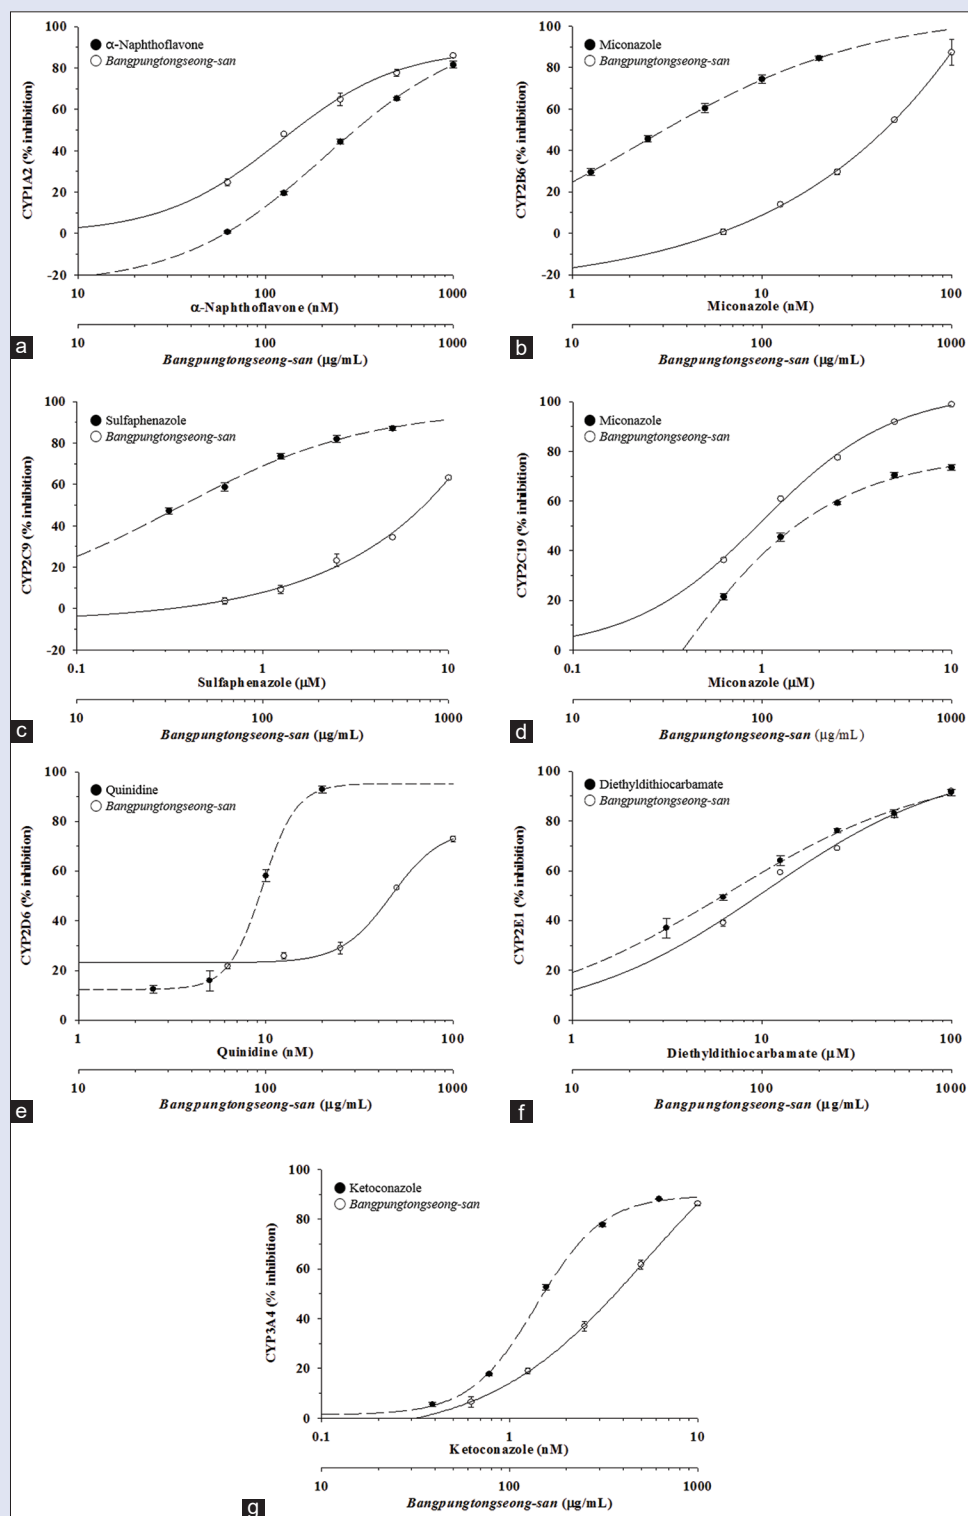 100
80
60
40
20
0
-20
CYP1A2 (% inhibition)
α-Naphthoflavone
Bangpungtongseong-san
10 100 1000
α-Naphthoflavone (nM)
10 100 1000
Bangpungtongseong-san (µg/mL)
a
100
80
60
40
20
0
-20
CYP2B6 (% inhibition)
Miconazole
Bangpungtongseong-san
1 10 100
Miconazole (nM)
10 100 1000
Bangpungtongseong-san (µg/mL)
b
100
80
60
40
20
0
-20
CYP2C9 (% inhibition)
Sulfaphenazole
Bangpungtongseong-san
0.1 1 10
Sulfaphenazole (µM)
10 100 1000
Bangpungtongseong-san (µg/mL)
c
100
80
60
40
20
0
CYP2C19 (% inhibition)
Miconazole
Bangpungtongseong-san
0.1 1 10
Miconazole (µM)
10 100 1000
Bangpungtongseong-san (µg/mL)
d
100
80
60
40
20
0
CYP2D6 (% inhibition)
Quinidine
Bangpungtongseong-san
1 10 100
Quinidine (nM)
10 100 1000
Bangpungtongseong-san (µg/mL)
e
100
80
60
40
20
0
CYP2E1 (% inhibition)
Diethyldithiocarbamate
Bangpungtongseong-san
1 10 100
Diethyldithiocarbamate (µM)
10 100 1000
Bangpungtongseong-san (µg/mL)
f
100
80
60
40
20
0
CYP3A4 (% inhibition)
Ketoconazole
Bangpungtongseong-san
0.1 1 10
Ketoconazole (nM)
10 100 1000
Bangpungtongseong-san (µg/mL)
g